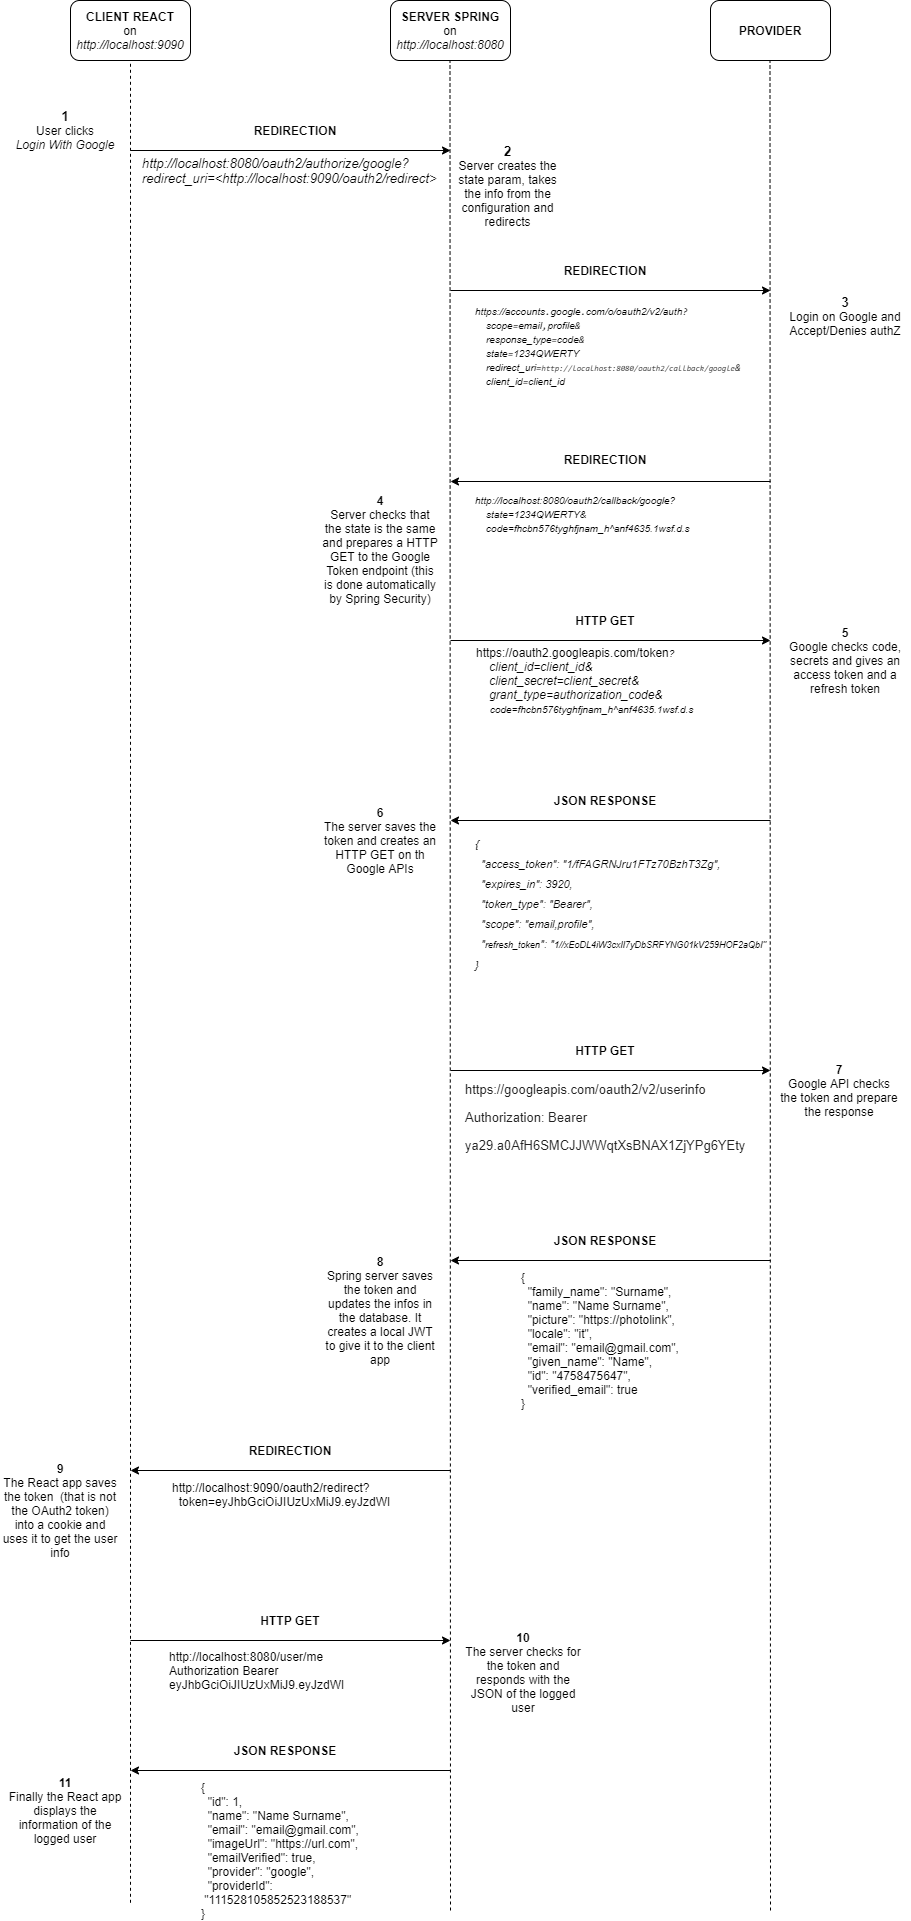 CLIENT REACT
on
http://localhost:9090
SERVER SPRING
on
http://localhost:8080
PROVIDER
1
User clicks
Login With Google
REDIRECTION
http://localhost:8080/oauth2/authorize/google?
redirect_uri=<http://localhost:9090/oauth2/redirect>
2
Server creates the
state param, takes
the info from the
configuration and
redirects
REDIRECTION
https://accounts.google.com/o/oauth2/v2/auth?
scope=email,profile&
response_type=code&
state=1234QWERTY
redirect_uri=http://localhost:8080/oauth2/callback/google&
client_id=client_id
3
Login on Google and
Accept/Denies authZ
REDIRECTION
http://localhost:8080/oauth2/callback/google?
state=1234QWERTY&
code=fhcbn576tyghfjnam_h^anf4635.1wsf.d.s
4
Server checks that
the state is the same
and prepares a HTTP
GET to the Google
Token endpoint (this
is done automatically
by Spring Security)
HTTP GET
https://oauth2.googleapis.com/token?
client_id=client_id&
client_secret=client_secret&
grant_type=authorization_code&
code=fhcbn576tyghfjnam_h^anf4635.1wsf.d.s
5
Google checks code,
secrets and gives an
access token and a
refresh token
JSON RESPONSE
{
"access_token": "1/fFAGRNJru1FTz70BzhT3Zg",
"expires_in": 3920,
"token_type": "Bearer",
"scope": "email,profile",
"refresh_token": "1//xEoDL4iW3cxlI7yDbSRFYNG01kV259HOF2aQbI"
}
6
The server saves the
token and creates an
HTTP GET on th
Google APIs
HTTP GET
https://googleapis.com/oauth2/v2/userinfo
Authorization: Bearer
ya29.a0AfH6SMCJJWWqtXsBNAX1ZjYPg6YEty
7
Google API checks
the token and prepare
the response
JSON RESPONSE
{
"family_name": "Surname",
"name": "Name Surname",
"picture": "https://photolink",
"locale": "it",
"email": "email@gmail.com",
"given_name": "Name",
"id": "4758475647",
"verified_email": true
}
8
Spring server saves
the token and
updates the infos in
the database. It
creates a local JWT
to give it to the client
app
REDIRECTION
http://localhost:9090/oauth2/redirect?
token=eyJhbGciOiJIUzUxMiJ9.eyJzdWI
9
The React app saves
the token (that is not
the OAuth2 token)
into a cookie and
uses it to get the user
info
HTTP GET
http://localhost:8080/user/me
Authorization Bearer
eyJhbGciOiJIUzUxMiJ9.eyJzdWI
10
The server checks for
the token and
responds with the
JSON of the logged
user
JSON RESPONSE
{
"id": 1,
"name": "Name Surname",
"email": "email@gmail.com",
"imageUrl": "https://url.com",
"emailVerified": true,
"provider": "google",
"providerId":
"111528105852523188537"
}
11
Finally the React app
displays the
information of the
logged user